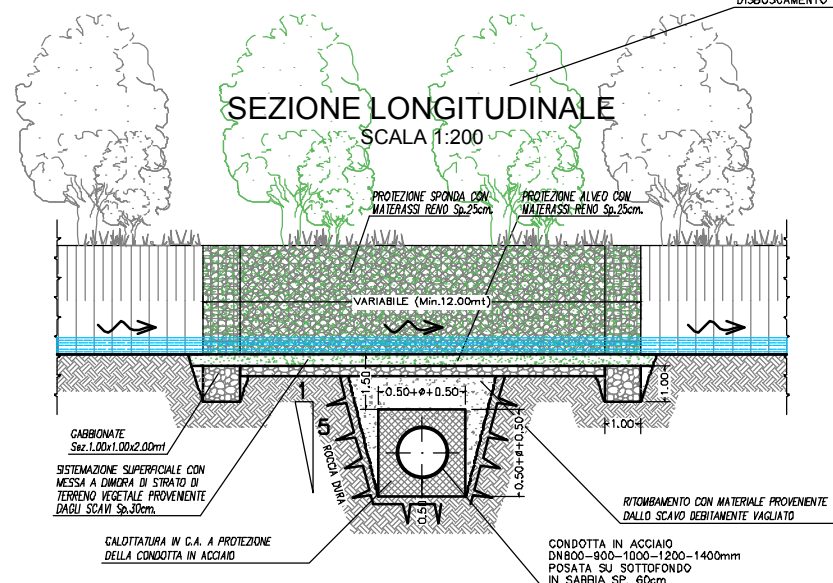 DISBOSCAMENTO
SEZIONE LONGITUDINALE
SCALA 1:200
PROTEZIONE SPONDA CON
MATERASSI RENO Sp.25cm.
PROTEZIONE ALVEO CON
MATERASSI RENO Sp.25cm.
VARIABILE (Min.12.00mt)
1.50
0.50+ø+0.50
1.00
1
5
ROCCIA DURA
0.50+ø+0.50
1.00
0.50
GABBIONATE
Sez.1.00x1.00x2.00mt
SISTEMAZIONE SUPERFICIALE CON
MESSA A DIMORA DI STRATO DI
TERRENO VEGETALE PROVENIENTE
DAGLI SCAVI Sp.30cm.
CALOTTATURA IN C.A. A PROTEZIONE
DELLA CONDOTTA IN ACCIAIO
RITOMBAMENTO CON MATERIALE PROVENIENTE
DALLO SCAVO DEBITAMENTE VAGLIATO
CONDOTTA IN ACCIAIO
DN800-900-1000-1200-1400mm
POSATA SU SOTTOFONDO
IN SABBIA SP. 60cm